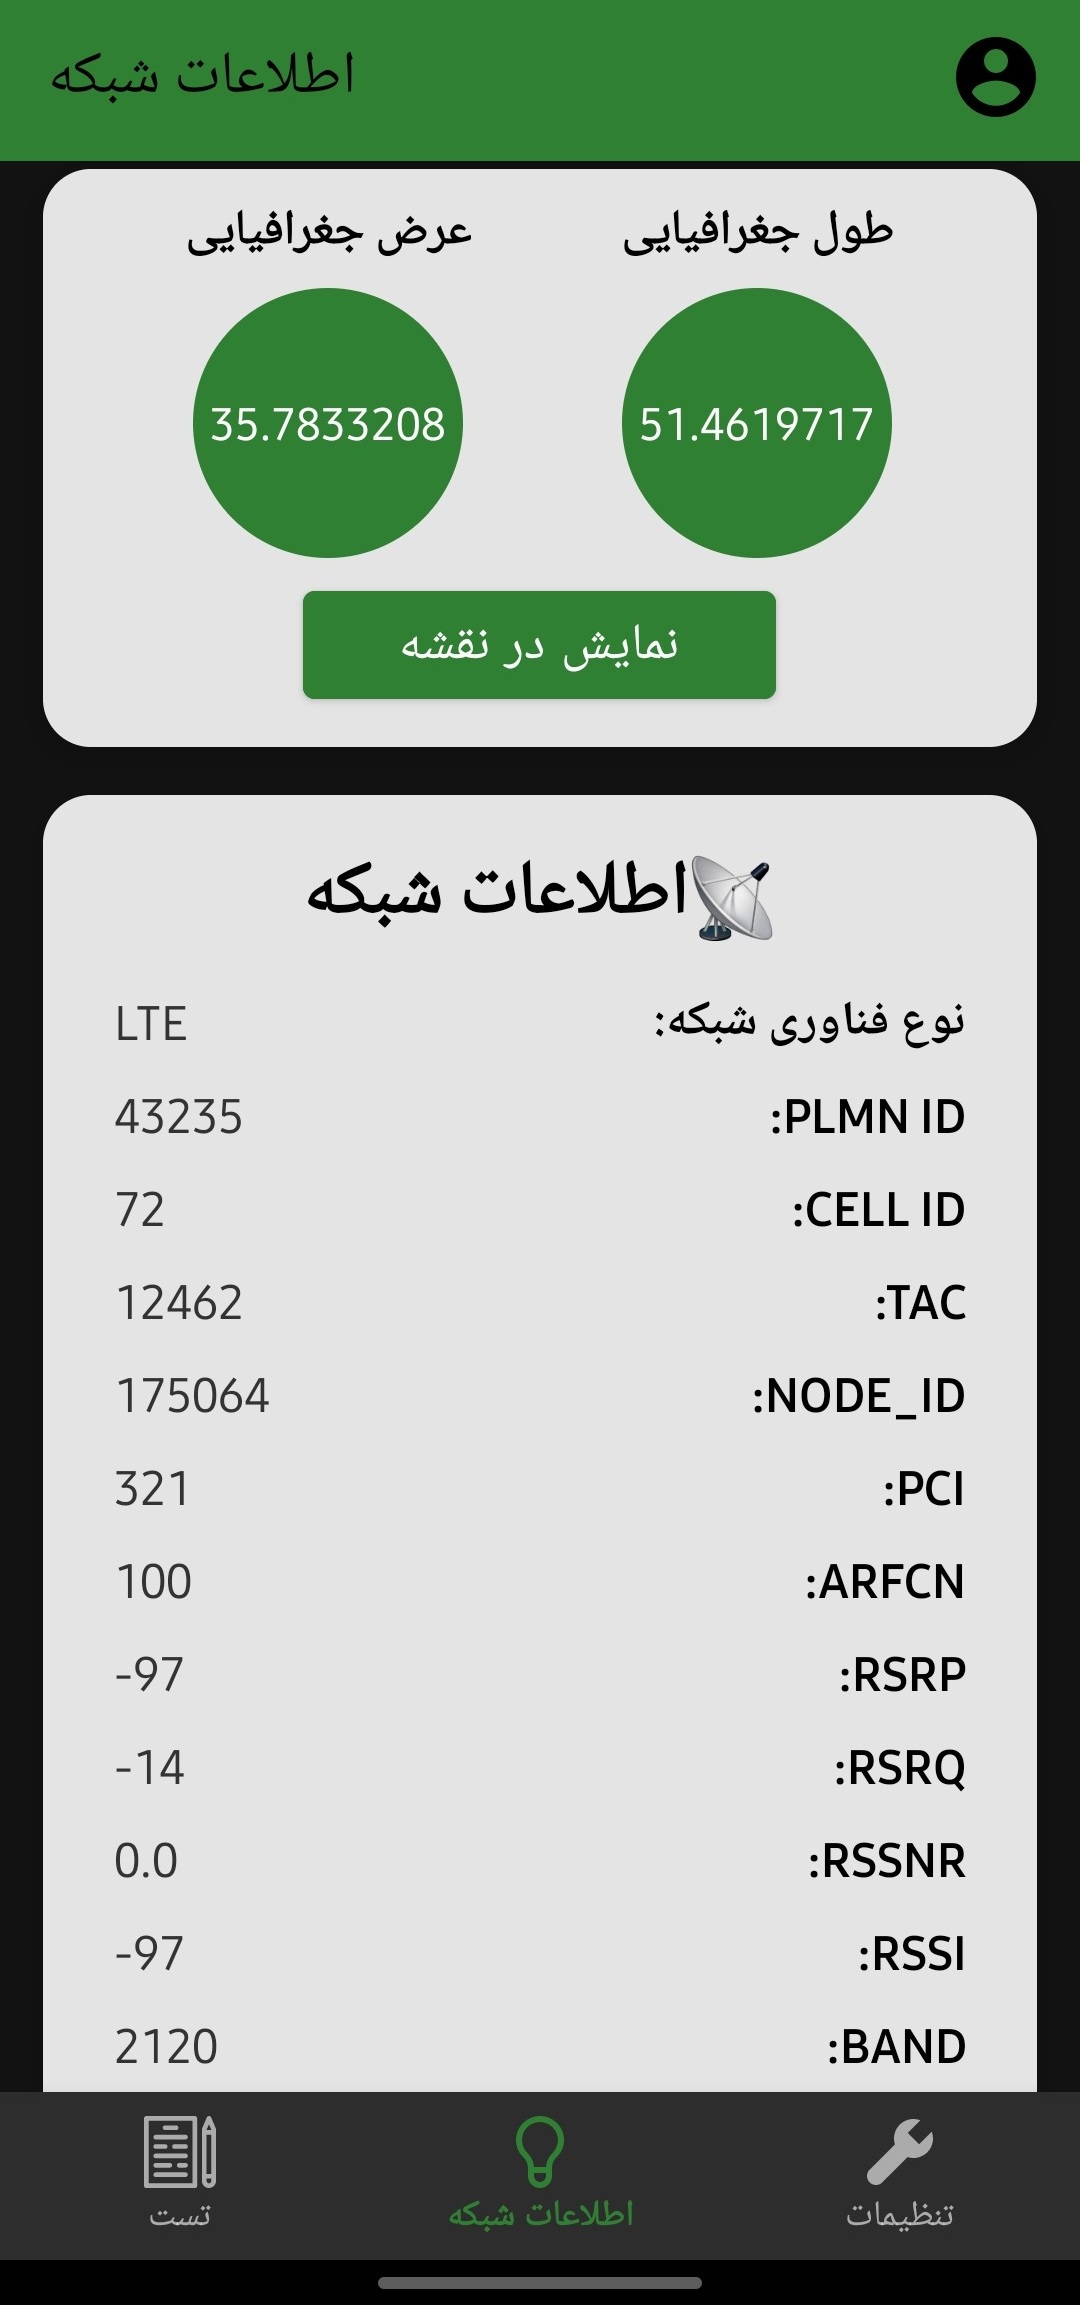 اطلاعات شبکه
طول جغرافیایی
عرض جغرافیایی
51.4619717
35.7833208
نمایش در نقشه
📡اطلاعات شبکه
نوع فناوری شبکه: LTE
PLMN ID: 43235
CELL ID: 72
TAC: 12462
NODE_ID: 175064
PCI: 321
ARFCN: 100
RSRP: -97
RSRQ: -14
RSSNR: 0.0
RSSI: -97
BAND: 2120
تنظیمات
اطلاعات شبکه
تست